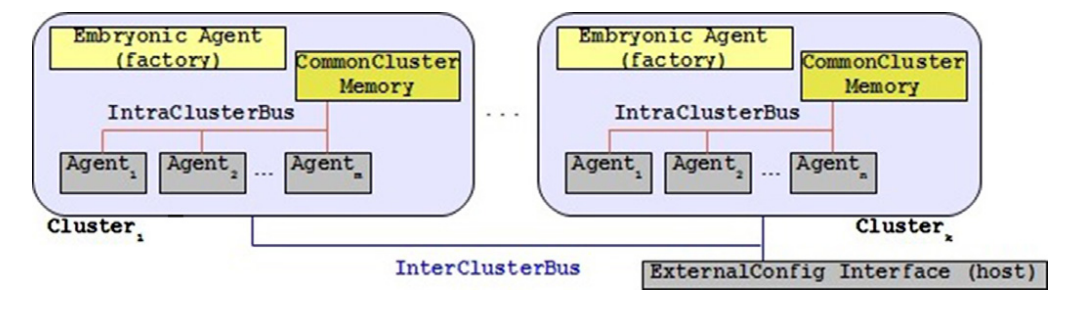 Embryonic Agent
(factory)
CommonCluster
Memory
IntraClusterBus
Agent₁
Agent₂
...
Agentₘ
Cluster₁
...
Embryonic Agent
(factory)
CommonCluster
Memory
IntraClusterBus
Agent₁
Agent₂
...
Agentₙ
Clusterₖ
InterClusterBus
ExternalConfig Interface (host)